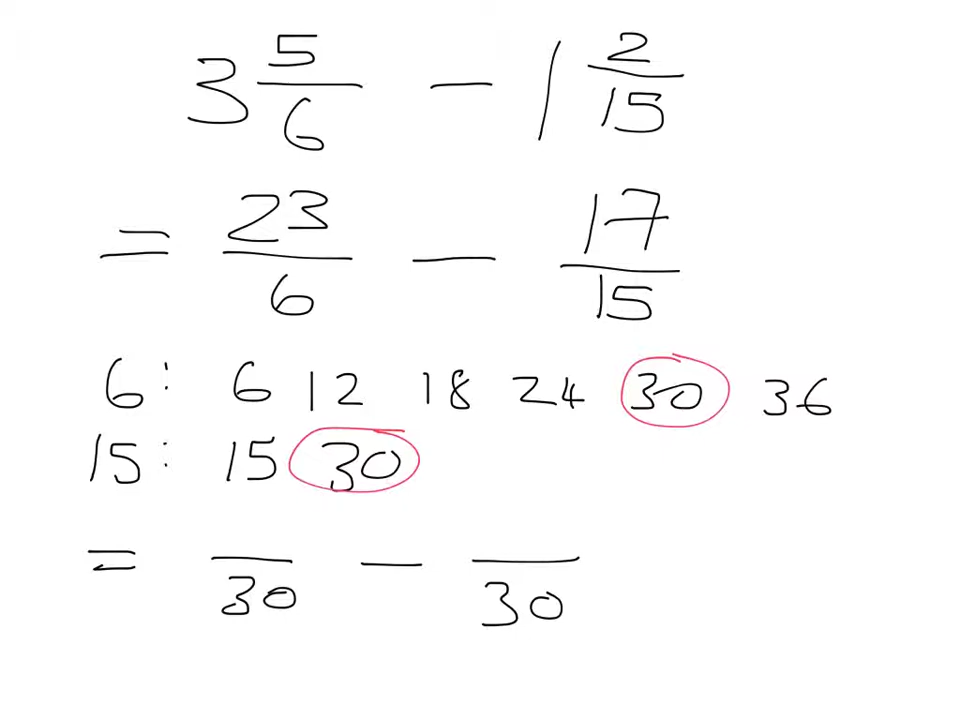 3 5/6 — 1 2/15
= 23/6 — 17/15
6: 6 12 18 24 30 36
15: 15 30
= /30 — /30